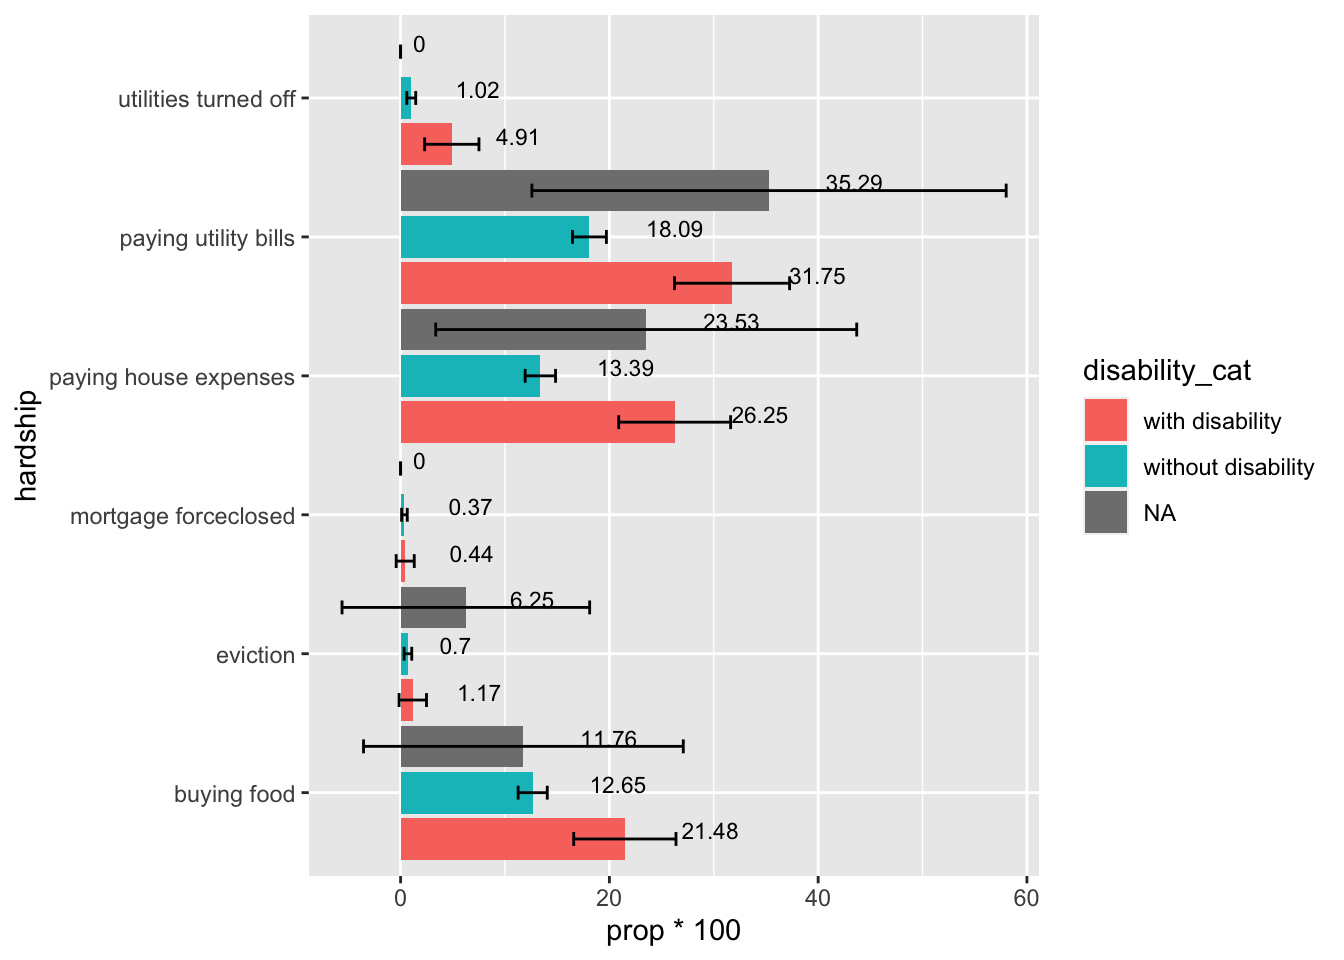 0
utilities turned off
1.02
4.91
35.29
paying utility bills
18.09
31.75
23.53
paying house expenses
13.39
26.25
0
mortgage forceclosed
0.37
0.44
6.25
eviction
0.7
1.17
11.76
buying food
12.65
21.48
0 20 40 60
prop * 100
hardship
disability_cat
with disability
without disability
NA